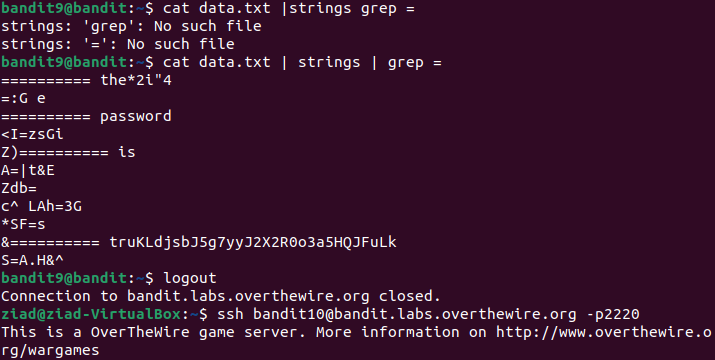 bandit9@bandit:~$ cat data.txt |strings grep =
strings: 'grep': No such file
strings: '=': No such file
bandit9@bandit:~$ cat data.txt | strings | grep =
========== the*2i"4
=:G e
========== password
<I=zsGi
Z)========== is
A=|t&E
Zdb=
c^ LAh=3G
*SF=s
&========== truKLdjsbJ5g7yyJ2X2R0o3a5HQJFuLk
S=A.H&^
bandit9@bandit:~$ logout
Connection to bandit.labs.overthewire.org closed.
ziad@ziad-VirtualBox:~$ ssh bandit10@bandit.labs.overthewire.org -p2220
This is a OverTheWire game server. More information on http://www.overthewire.o
rg/wargames